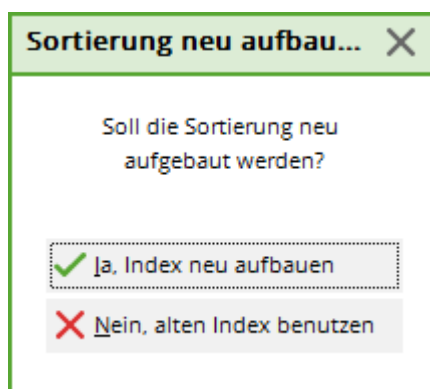 Sortierung neu aufbau...
Soll die Sortierung neu
aufgebaut werden?
Ja, Index neu aufbauen
Nein, alten Index benutzen